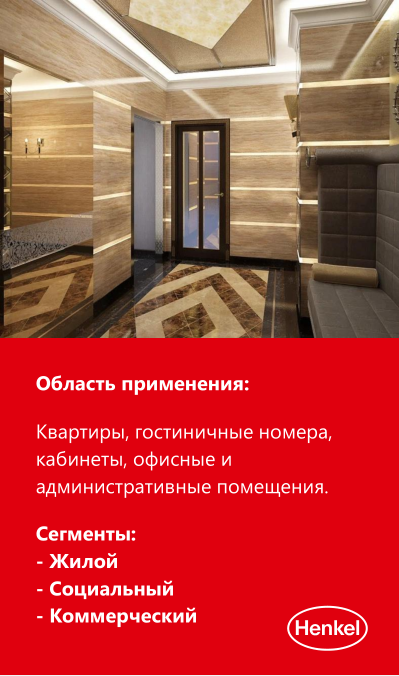 Область применения:
Квартиры, гостиничные номера,
кабинеты, офисные и
административные помещения.
Сегменты:
- Жилой
- Социальный
- Коммерческий
Henkel